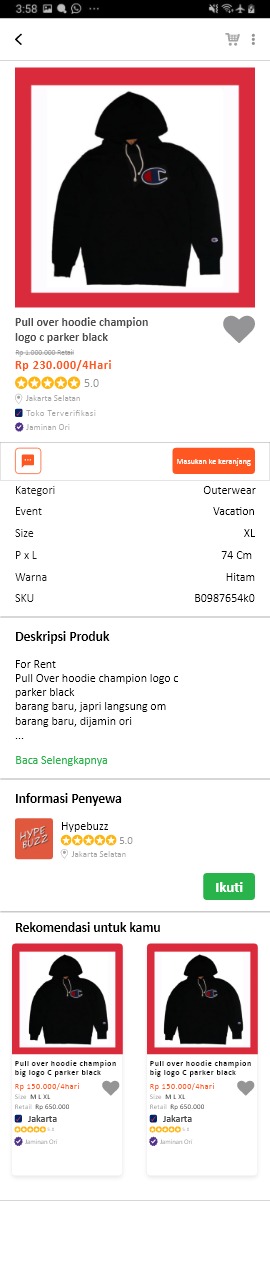 3:58
Pull over hoodie champion
logo c parker black
Rp 1.000.000 Retail
Rp 230.000/4Hari
5.0
Jakarta Selatan
Toko Terverifikasi
Jaminan Ori
Masukan ke keranjang
Kategori Outerwear
Event Vacation
Size XL
P x L 74 Cm
Warna Hitam
SKU B0987654k0
Deskripsi Produk
For Rent
Pull Over hoodie champion logo c
parker black
barang baru, japri langsung om
barang baru, dijamin ori
...
Baca Selengkapnya
Informasi Penyewa
HYPE
BUZZ
Hypebuzz
5.0
Jakarta Selatan
Ikuti
Rekomendasi untuk kamu
Pull over hoodie champion
big logo C parker black
Rp 150.000/4hari
Size M L XL
Retail Rp 650.000
Jakarta
5.0
Jaminan Ori
Pull over hoodie champion
big logo C parker black
Rp 150.000/4hari
Size M L XL
Retail Rp 650.000
Jakarta
5.0
Jaminan Ori